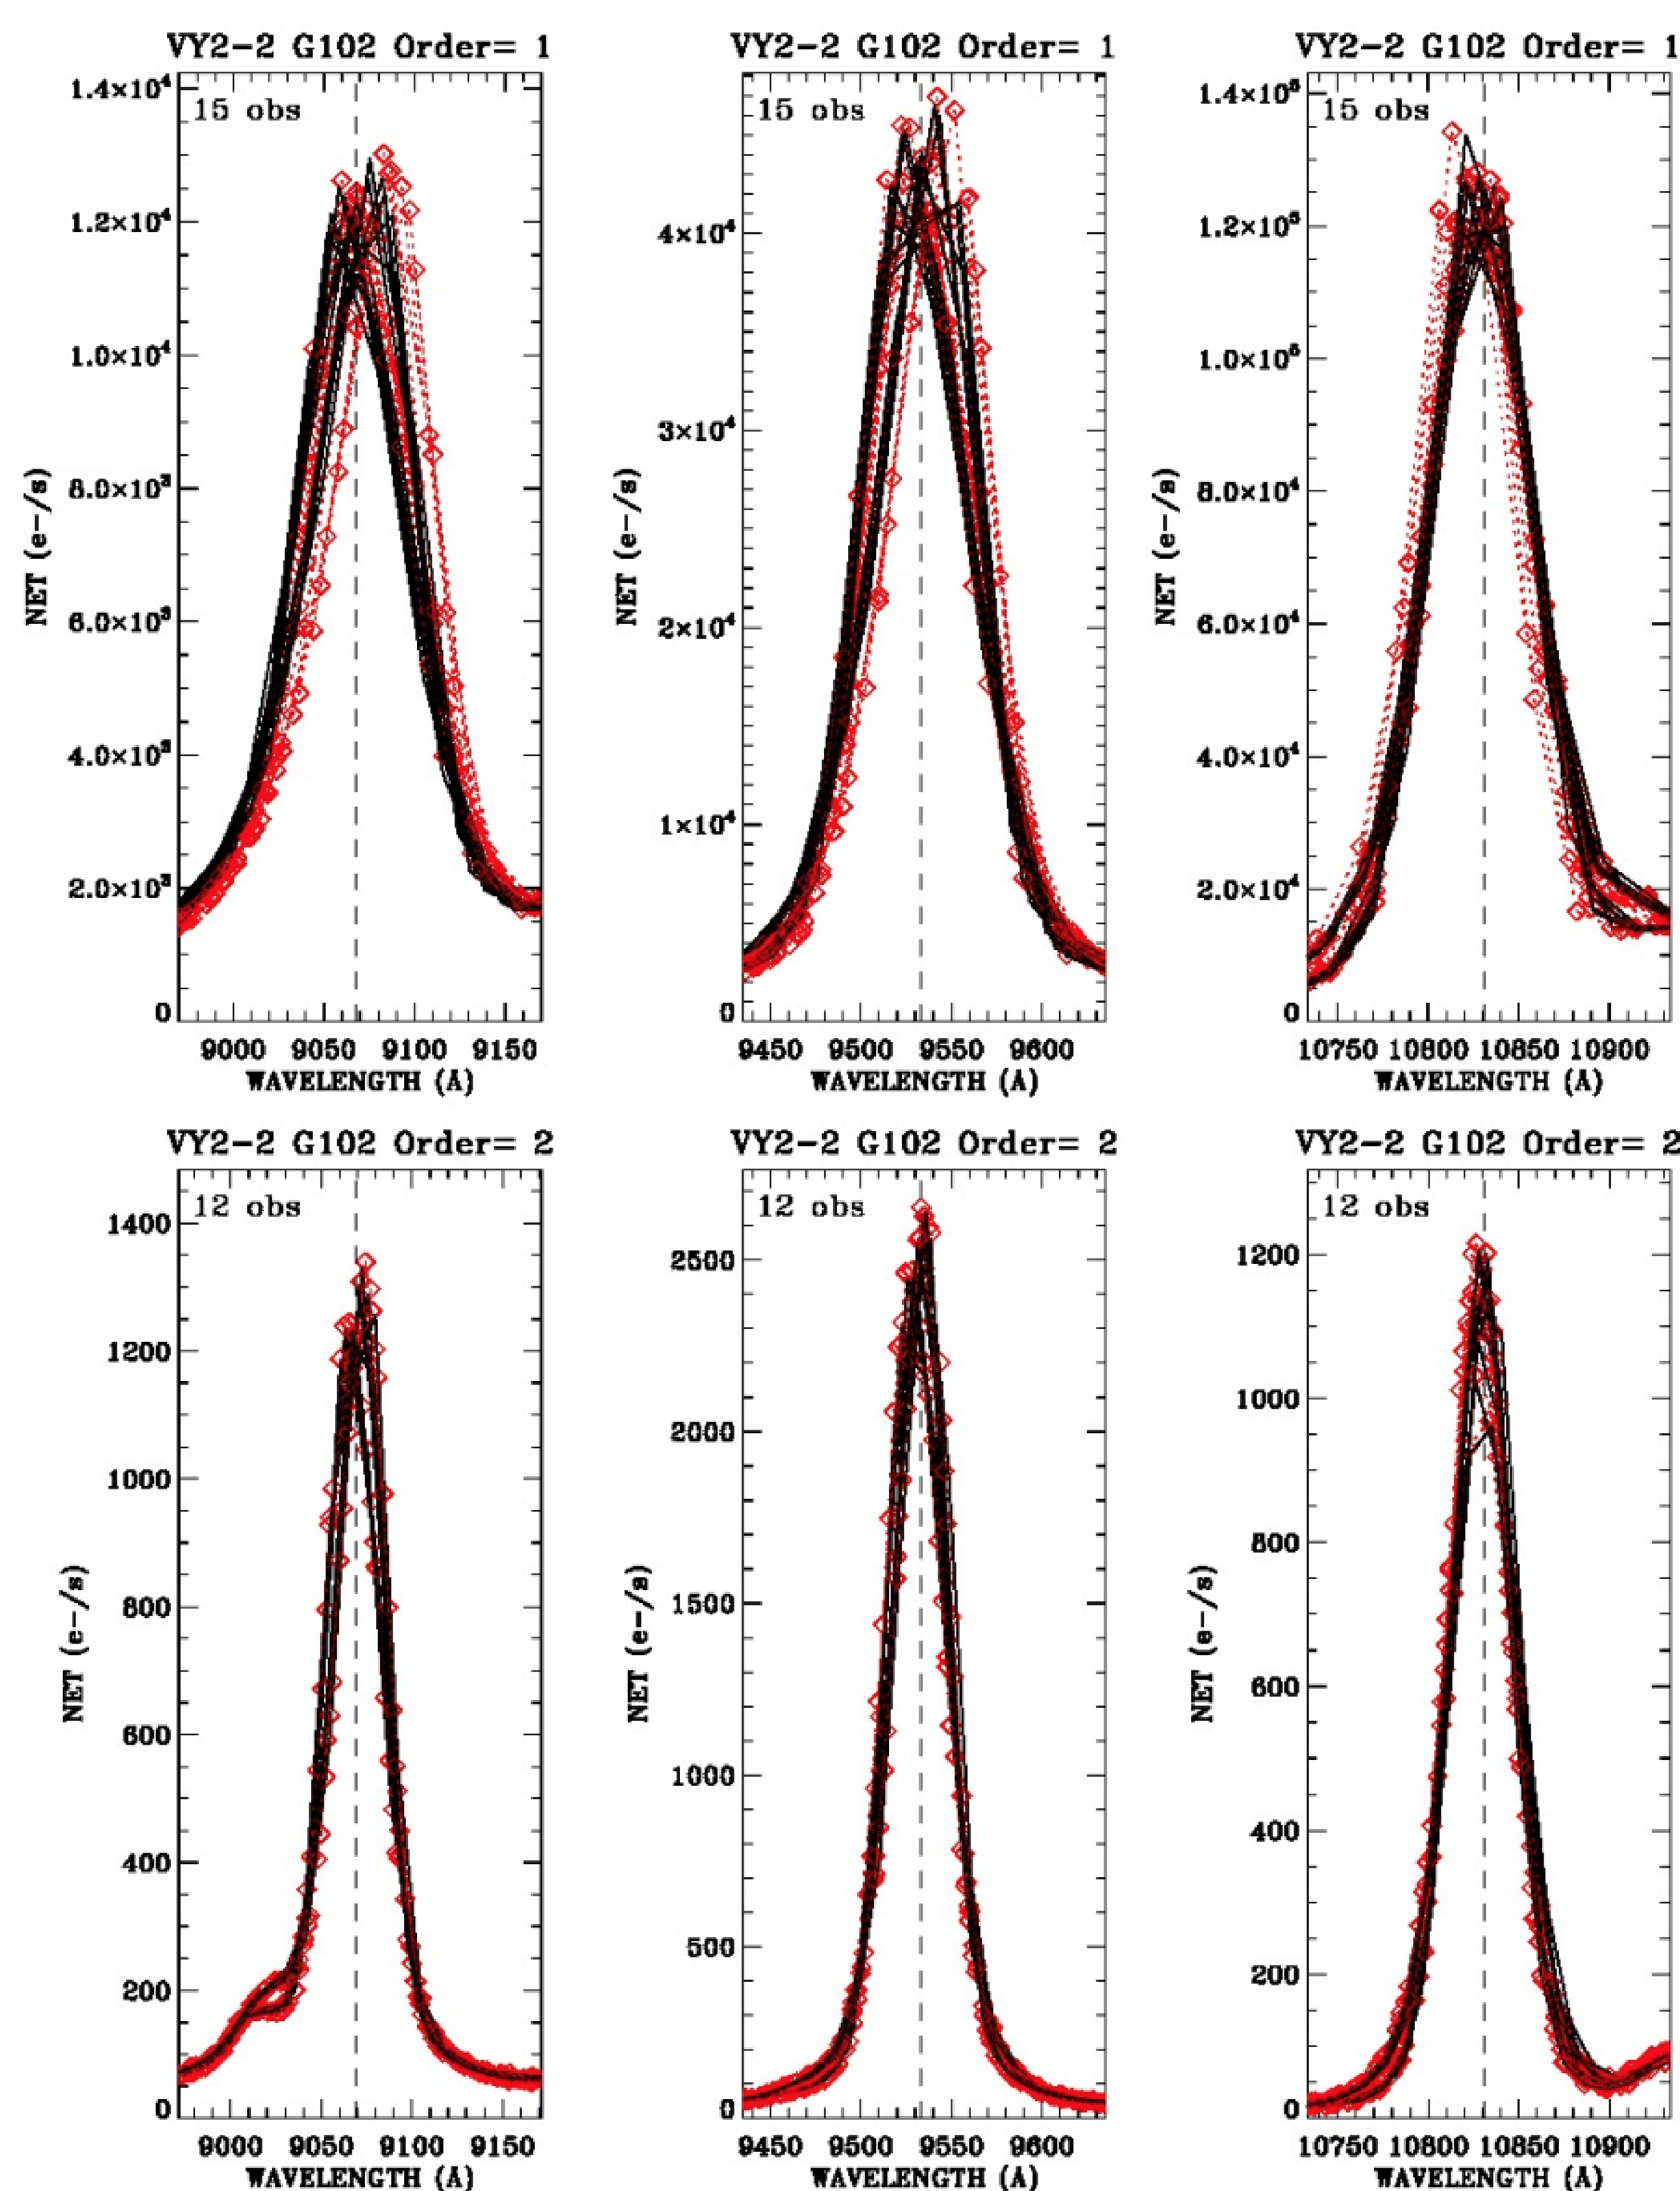 VY2-2 G102 Order= 1
15 obs
1.4×10⁴
1.2×10⁴
1.0×10⁴
8.0×10³
6.0×10³
4.0×10³
2.0×10³
0
NET (e-/s)
9000 9050 9100 9150
WAVELENGTH (Å)
VY2-2 G102 Order= 1
15 obs
4×10⁴
3×10⁴
2×10⁴
1×10⁴
0
NET (e-/s)
9450 9500 9550 9600
WAVELENGTH (Å)
VY2-2 G102 Order= 1
15 obs
1.4×10⁵
1.2×10⁵
1.0×10⁵
8.0×10⁴
6.0×10⁴
4.0×10⁴
2.0×10⁴
0
NET (e-/s)
10750 10800 10850 10900
WAVELENGTH (Å)
VY2-2 G102 Order= 2
12 obs
1400
1200
1000
800
600
400
200
0
NET (e-/s)
9000 9050 9100 9150
WAVELENGTH (Å)
VY2-2 G102 Order= 2
12 obs
2500
2000
1500
1000
500
0
NET (e-/s)
9450 9500 9550 9600
WAVELENGTH (Å)
VY2-2 G102 Order= 2
12 obs
1200
1000
800
600
400
200
0
NET (e-/s)
10750 10800 10850 10900
WAVELENGTH (Å)